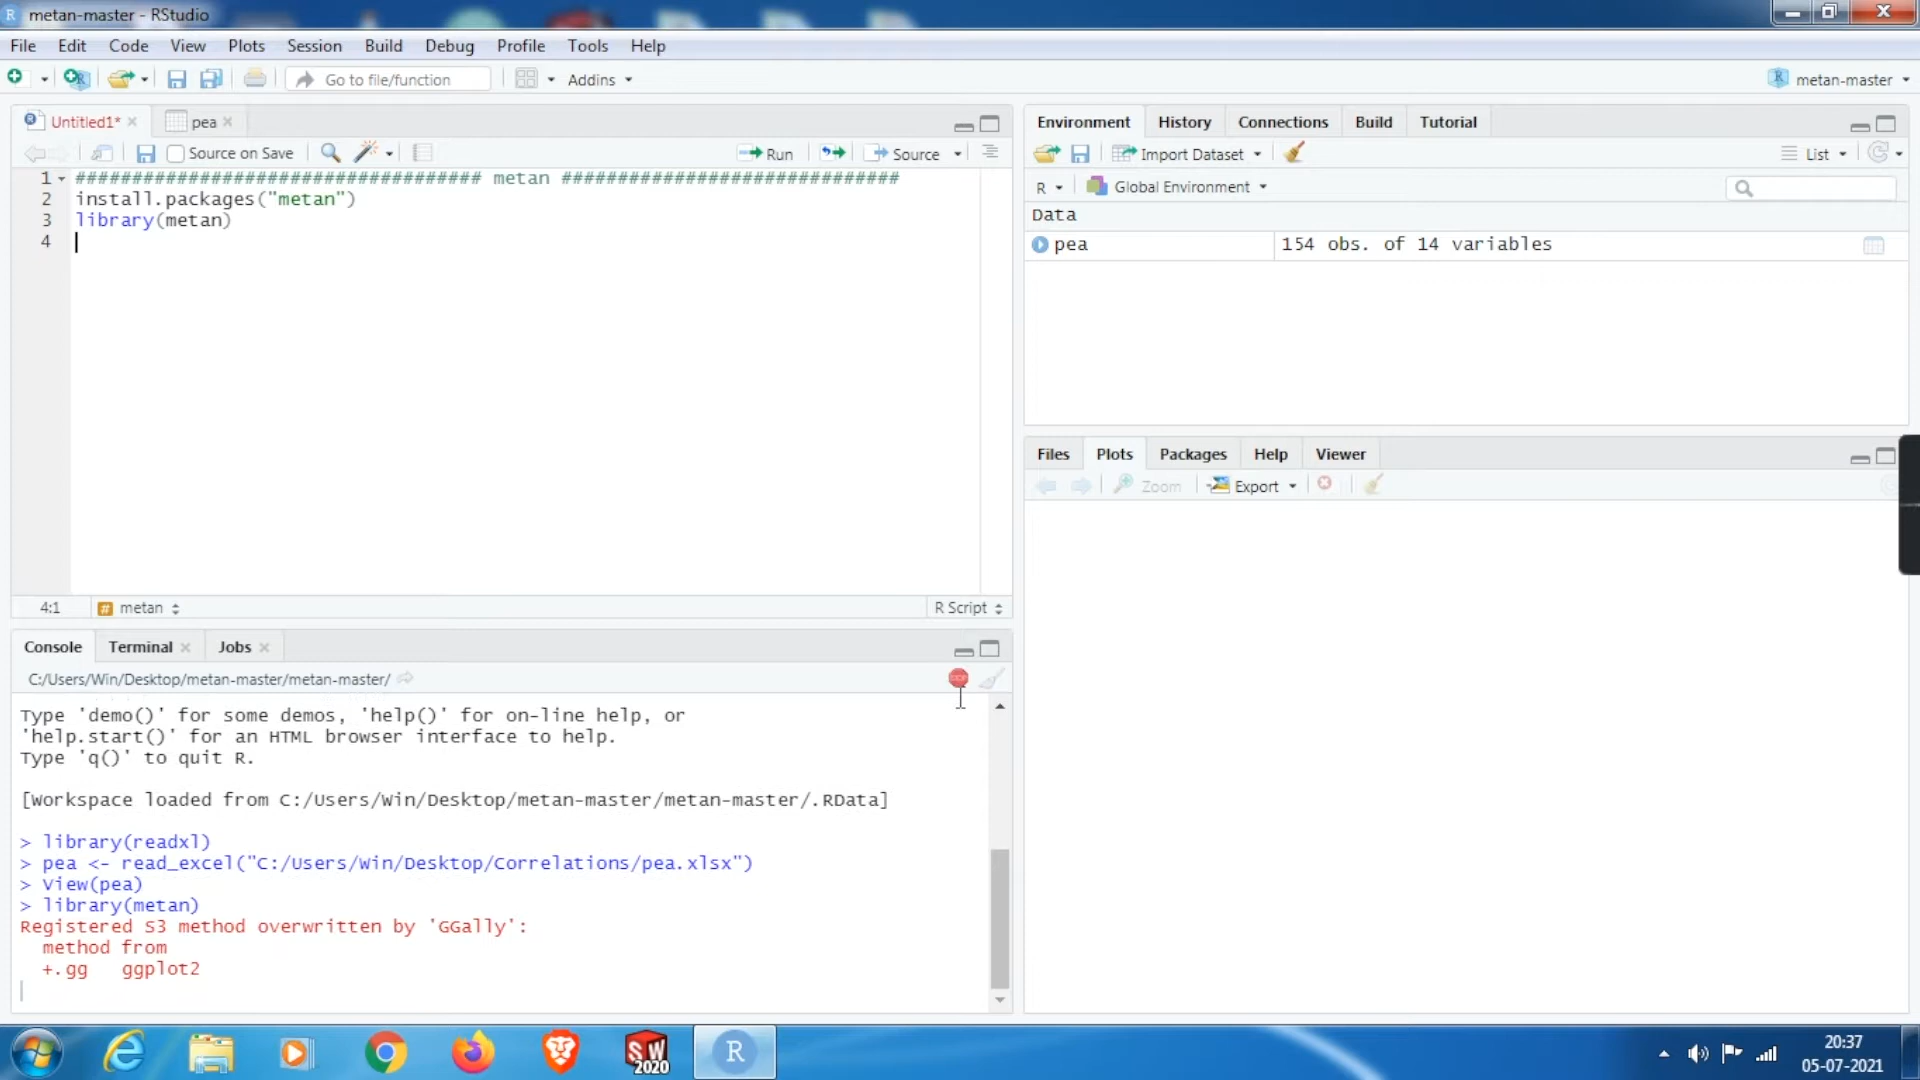 metan-master - RStudio
File Edit Code View Plots Session Build Debug Profile Tools Help
Go to file/function Addins metan-master
Untitled1* pea
Source on Save Run Source
1 #################################### metan ##############################
2 install.packages("metan")
3 library(metan)
4
4:1 metan R Script
Console Terminal Jobs
C:/Users/Win/Desktop/metan-master/metan-master/
Type 'demo()' for some demos, 'help()' for on-line help, or
'help.start()' for an HTML browser interface to help.
Type 'q()' to quit R.
[Workspace loaded from C:/Users/Win/Desktop/metan-master/metan-master/.RData]
> library(readxl)
> pea <- read_excel("C:/Users/Win/Desktop/Correlations/pea.xlsx")
> View(pea)
> library(metan)
Registered S3 method overwritten by 'GGally':
method from
+.gg ggplot2
Environment History Connections Build Tutorial
Import Dataset List
R Global Environment
Data
pea 154 obs. of 14 variables
Files Plots Packages Help Viewer
Zoom Export
SW 2020 R
20:37
05-07-2021